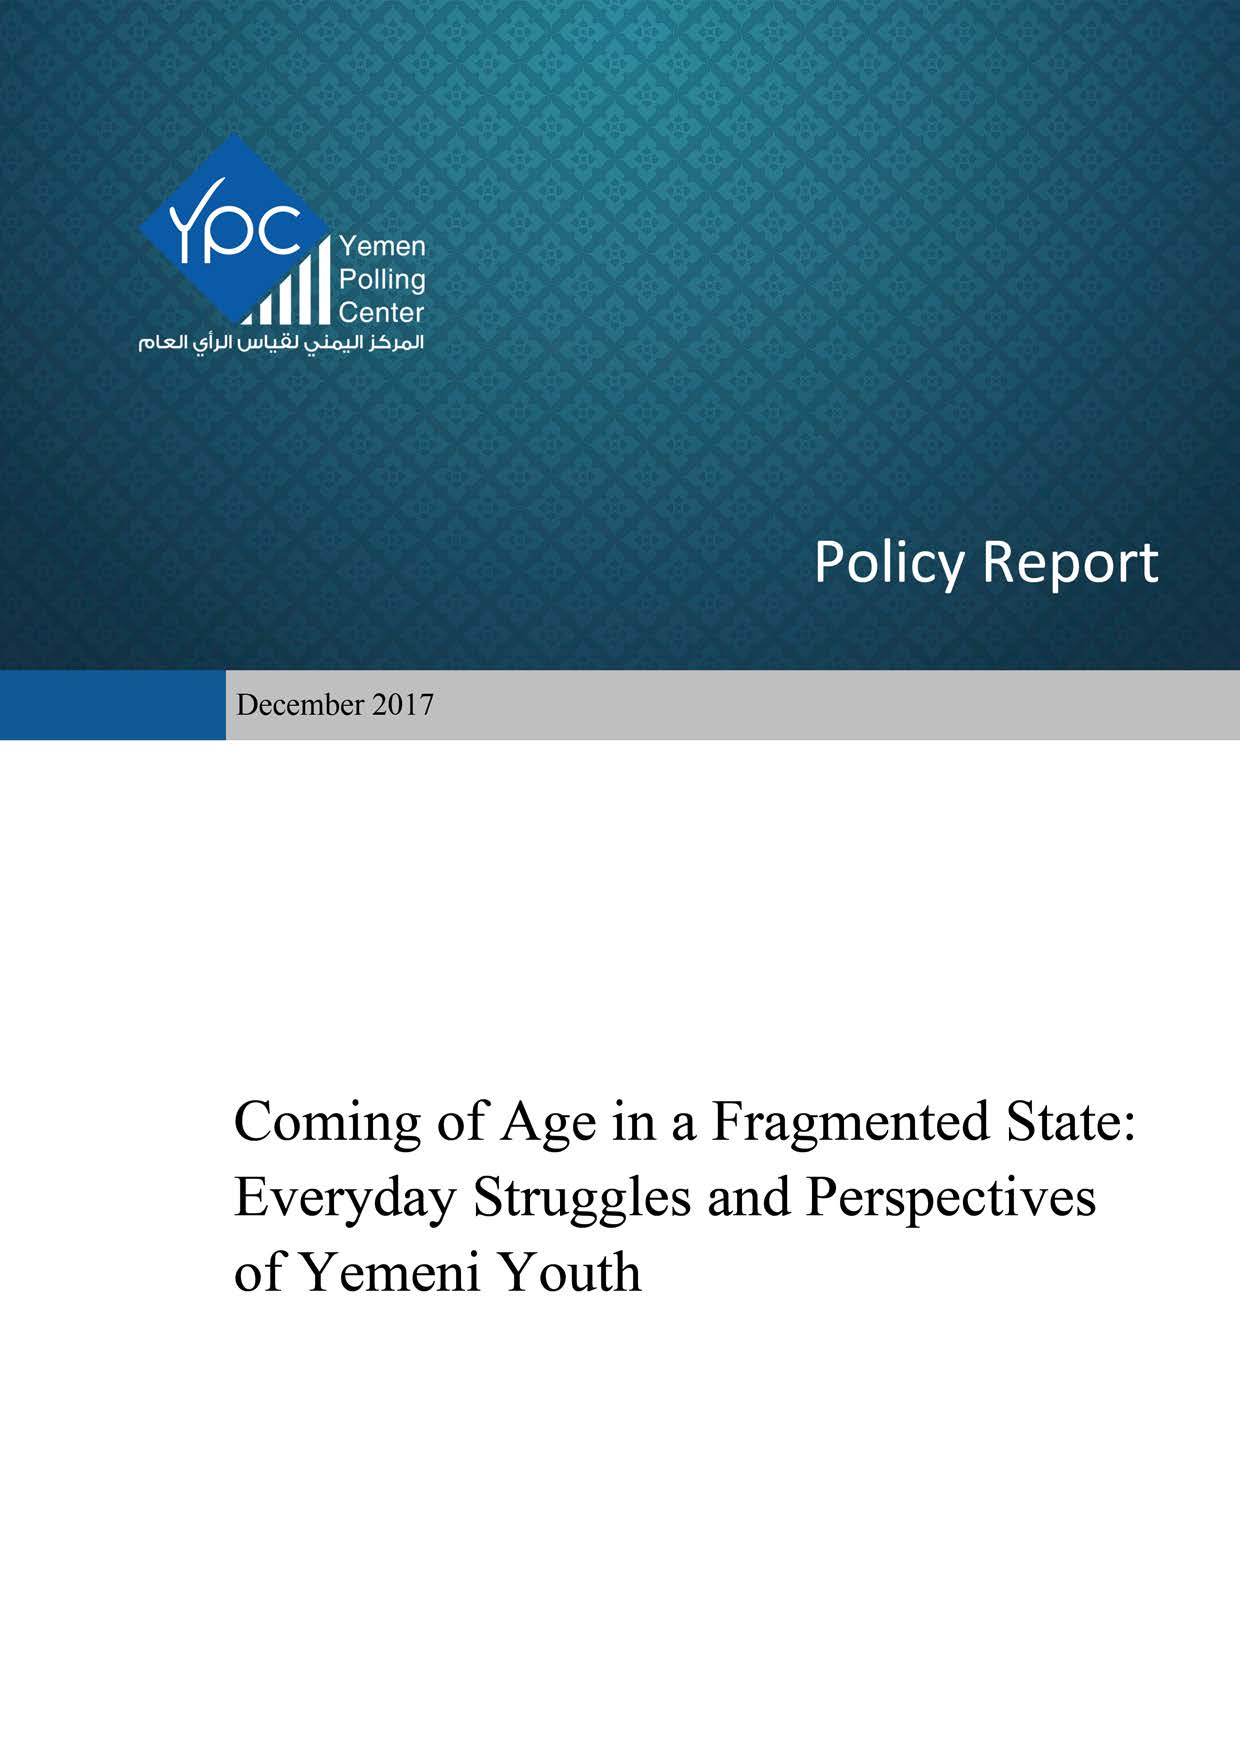 YPC
Yemen
Polling
Center
المركز اليمني لقياس الرأي العام
Policy Report
December 2017
Coming of Age in a Fragmented State:
Everyday Struggles and Perspectives
of Yemeni Youth